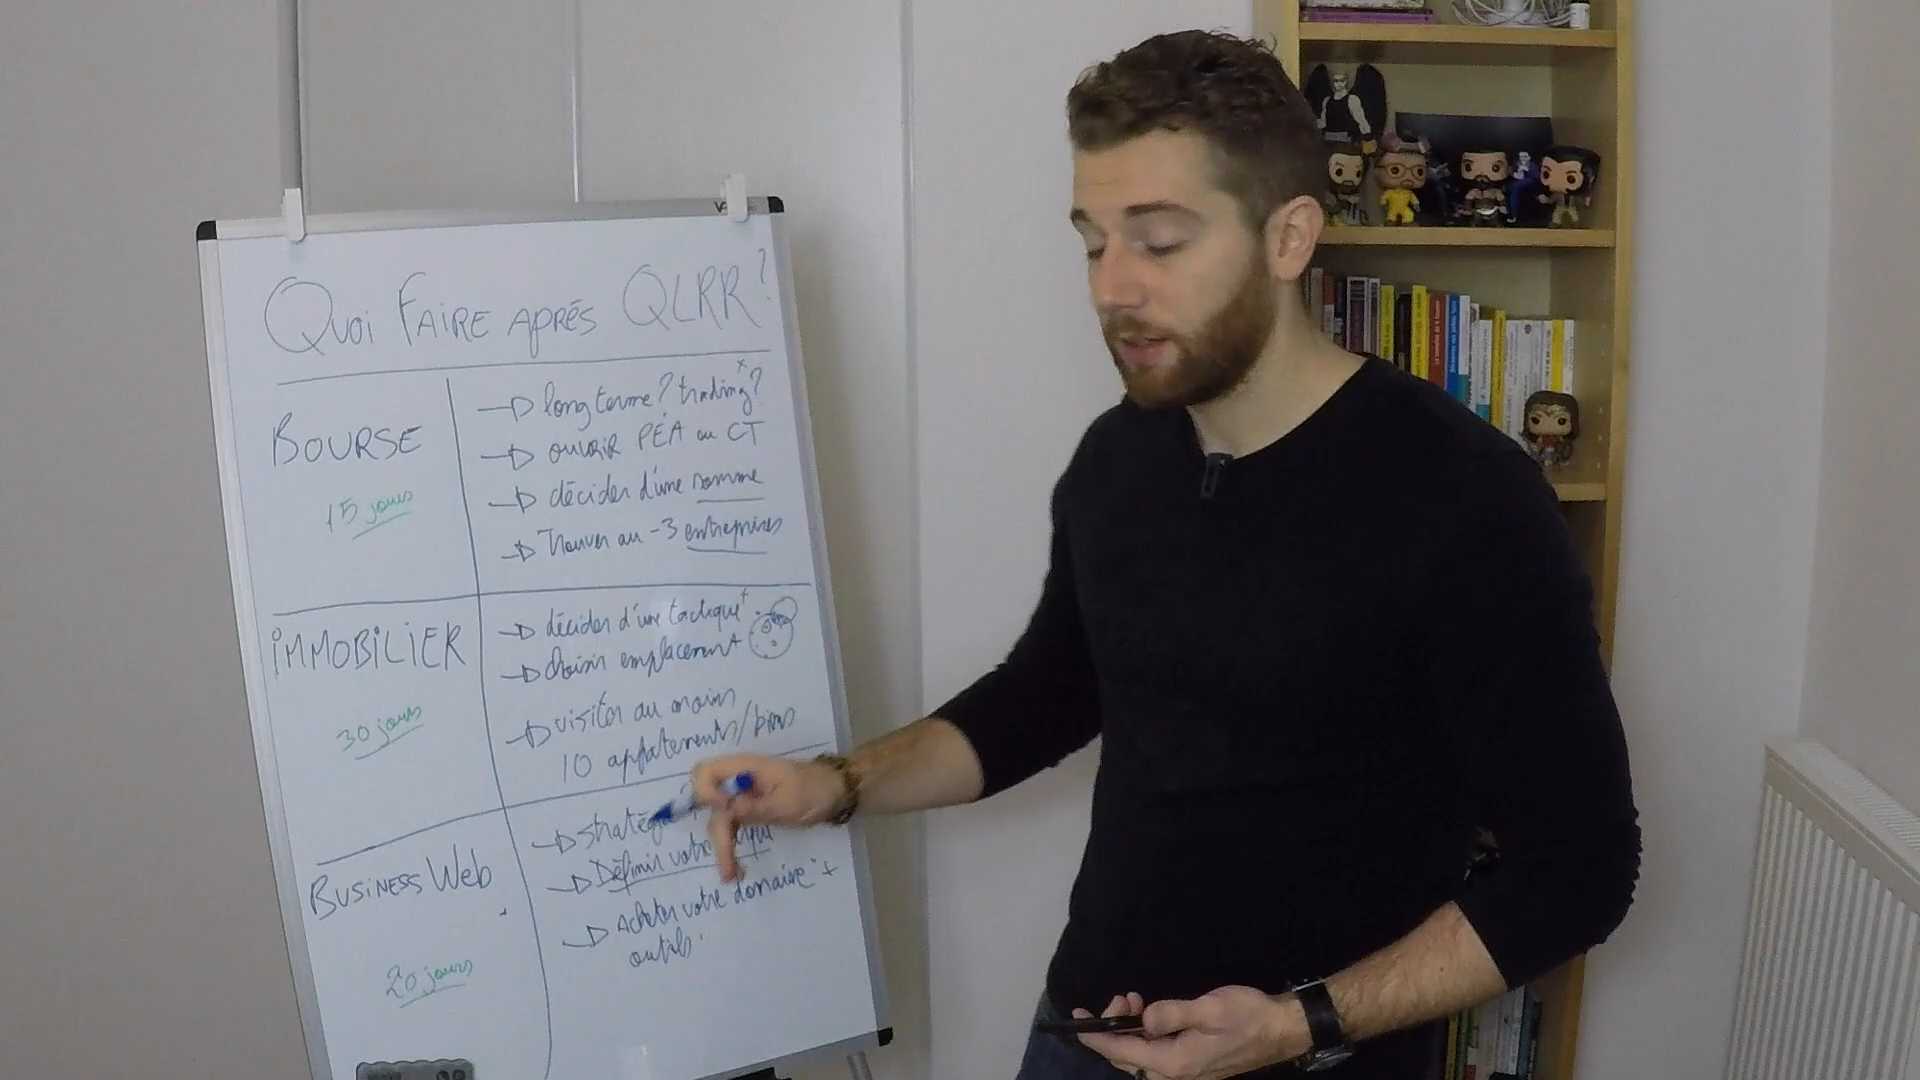 Quoi FAIRE APRÈS QLRR ?
BOURSE
15 jours
long terme ? trading ?
ouvrir PÉA ou CT
décider d'une somme
Trouver au - 3 entreprises
iMMOBiLiER
30 jours
décider d'une tactique
choisir emplacement
visiter au moins
10 appartements/biens
BUSINESS Web
20 jours
Définir votre
Acheter votre domaine +
outils